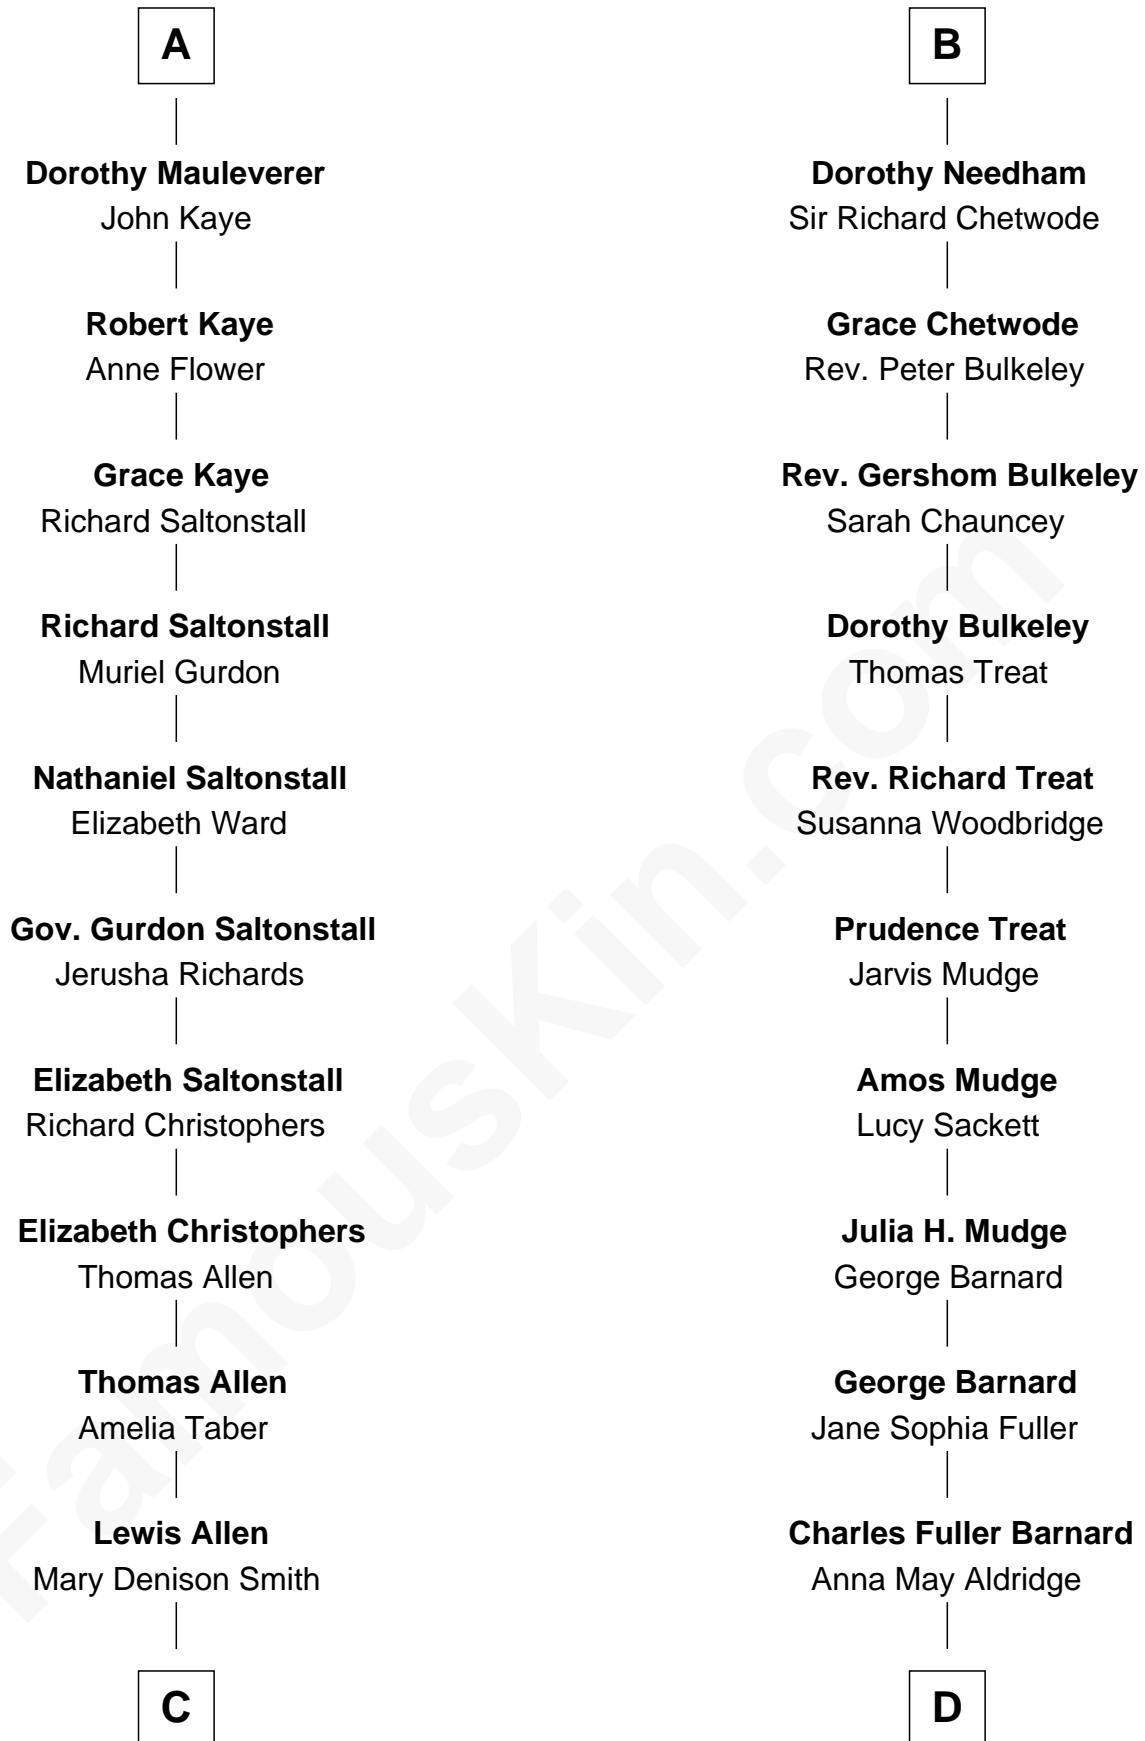 A
Dorothy Mauleverer
John Kaye
Robert Kaye
Anne Flower
Grace Kaye
Richard Saltonstall
Richard Saltonstall
Muriel Gurdon
Nathaniel Saltonstall
Elizabeth Ward
Gov. Gurdon Saltonstall
Jerusha Richards
Elizabeth Saltonstall
Richard Christophers
Elizabeth Christophers
Thomas Allen
Thomas Allen
Amelia Taber
Lewis Allen
Mary Denison Smith
C
B
Dorothy Needham
Sir Richard Chetwode
Grace Chetwode
Rev. Peter Bulkeley
Rev. Gershom Bulkeley
Sarah Chauncey
Dorothy Bulkeley
Thomas Treat
Rev. Richard Treat
Susanna Woodbridge
Prudence Treat
Jarvis Mudge
Amos Mudge
Lucy Sackett
Julia H. Mudge
George Barnard
George Barnard
Jane Sophia Fuller
Charles Fuller Barnard
Anna May Aldridge
D
FamousKin.com